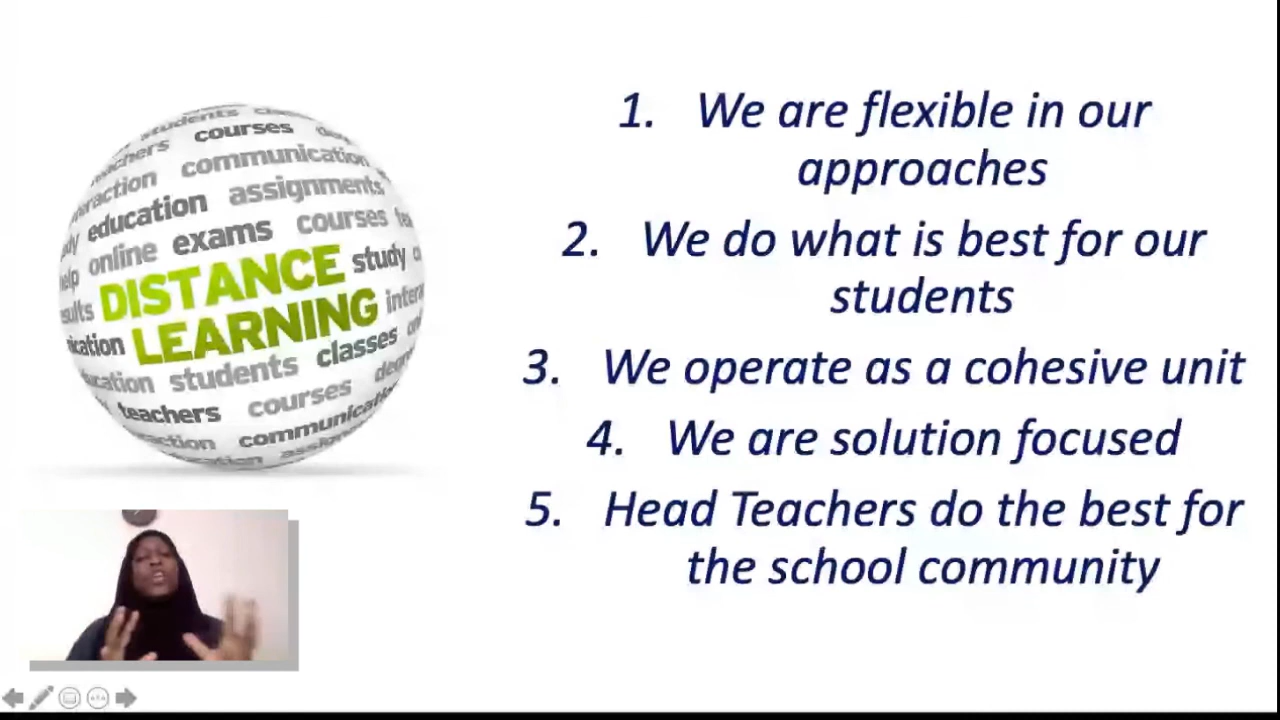 students
courses
teachers
communication
education assignments
online exams courses
help
DISTANCE study
LEARNING
students classes
teachers courses
1. We are flexible in our
approaches
2. We do what is best for our
students
3. We operate as a cohesive unit
4. We are solution focused
5. Head Teachers do the best for
the school community